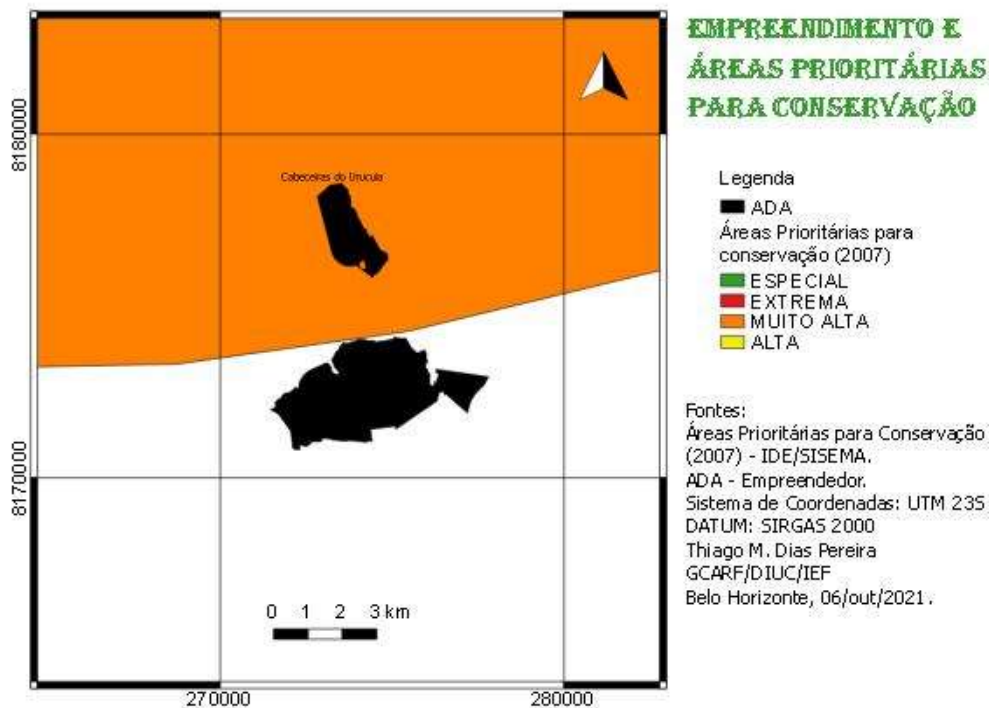 EMPREENDIMENTO E
ÁREAS PRIORITÁRIAS
PARA CONSERVAÇÃO
8180000
Cabeceiras do Urucuia
8170000
0 1 2 3 km
270000
280000
Legenda
ADA
Áreas Prioritárias para
conservação (2007)
ESPECIAL
EXTREMA
MUITO ALTA
ALTA
Fontes:
Áreas Prioritárias para Conservação
(2007) - IDE/SISEMA.
ADA - Empreendedor.
Sistema de Coordenadas: UTM 23S
DATUM: SIRGAS 2000
Thiago M. Dias Pereira
GCARF/DIUC/IEF
Belo Horizonte, 06/out/2021.